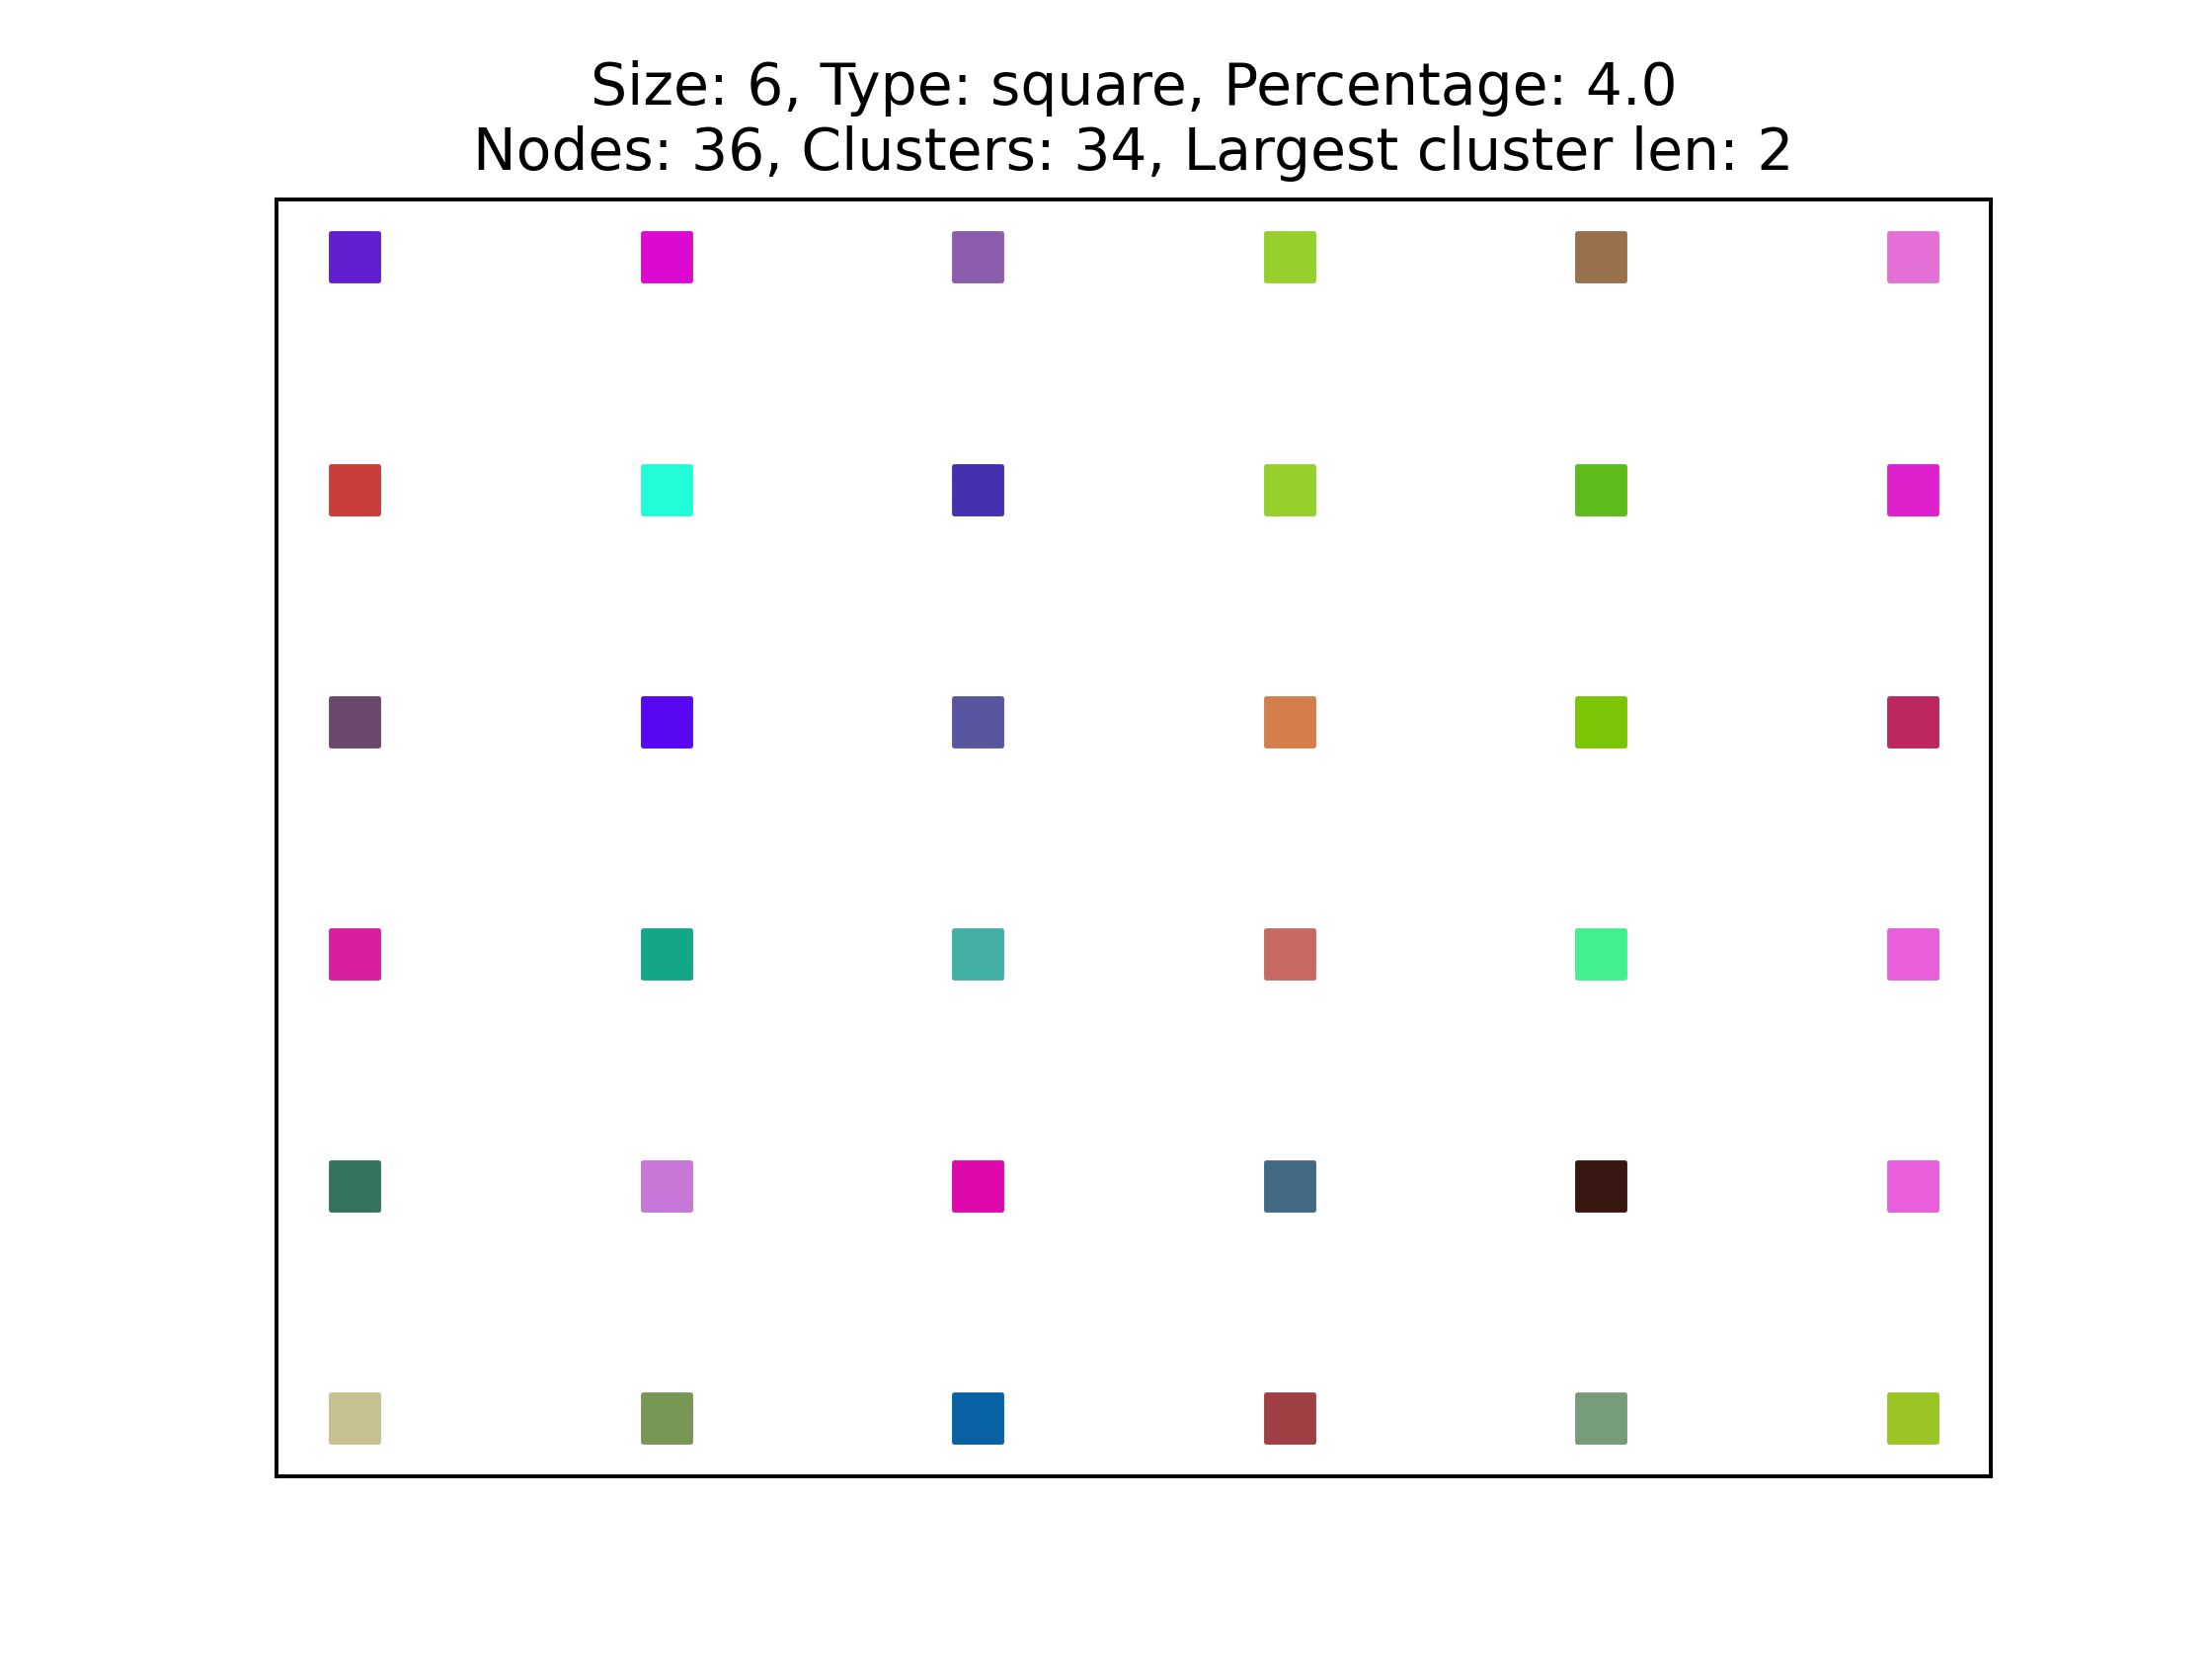 Size: 6, Type: square, Percentage: 4.0
Nodes: 36, Clusters: 34, Largest cluster len: 2